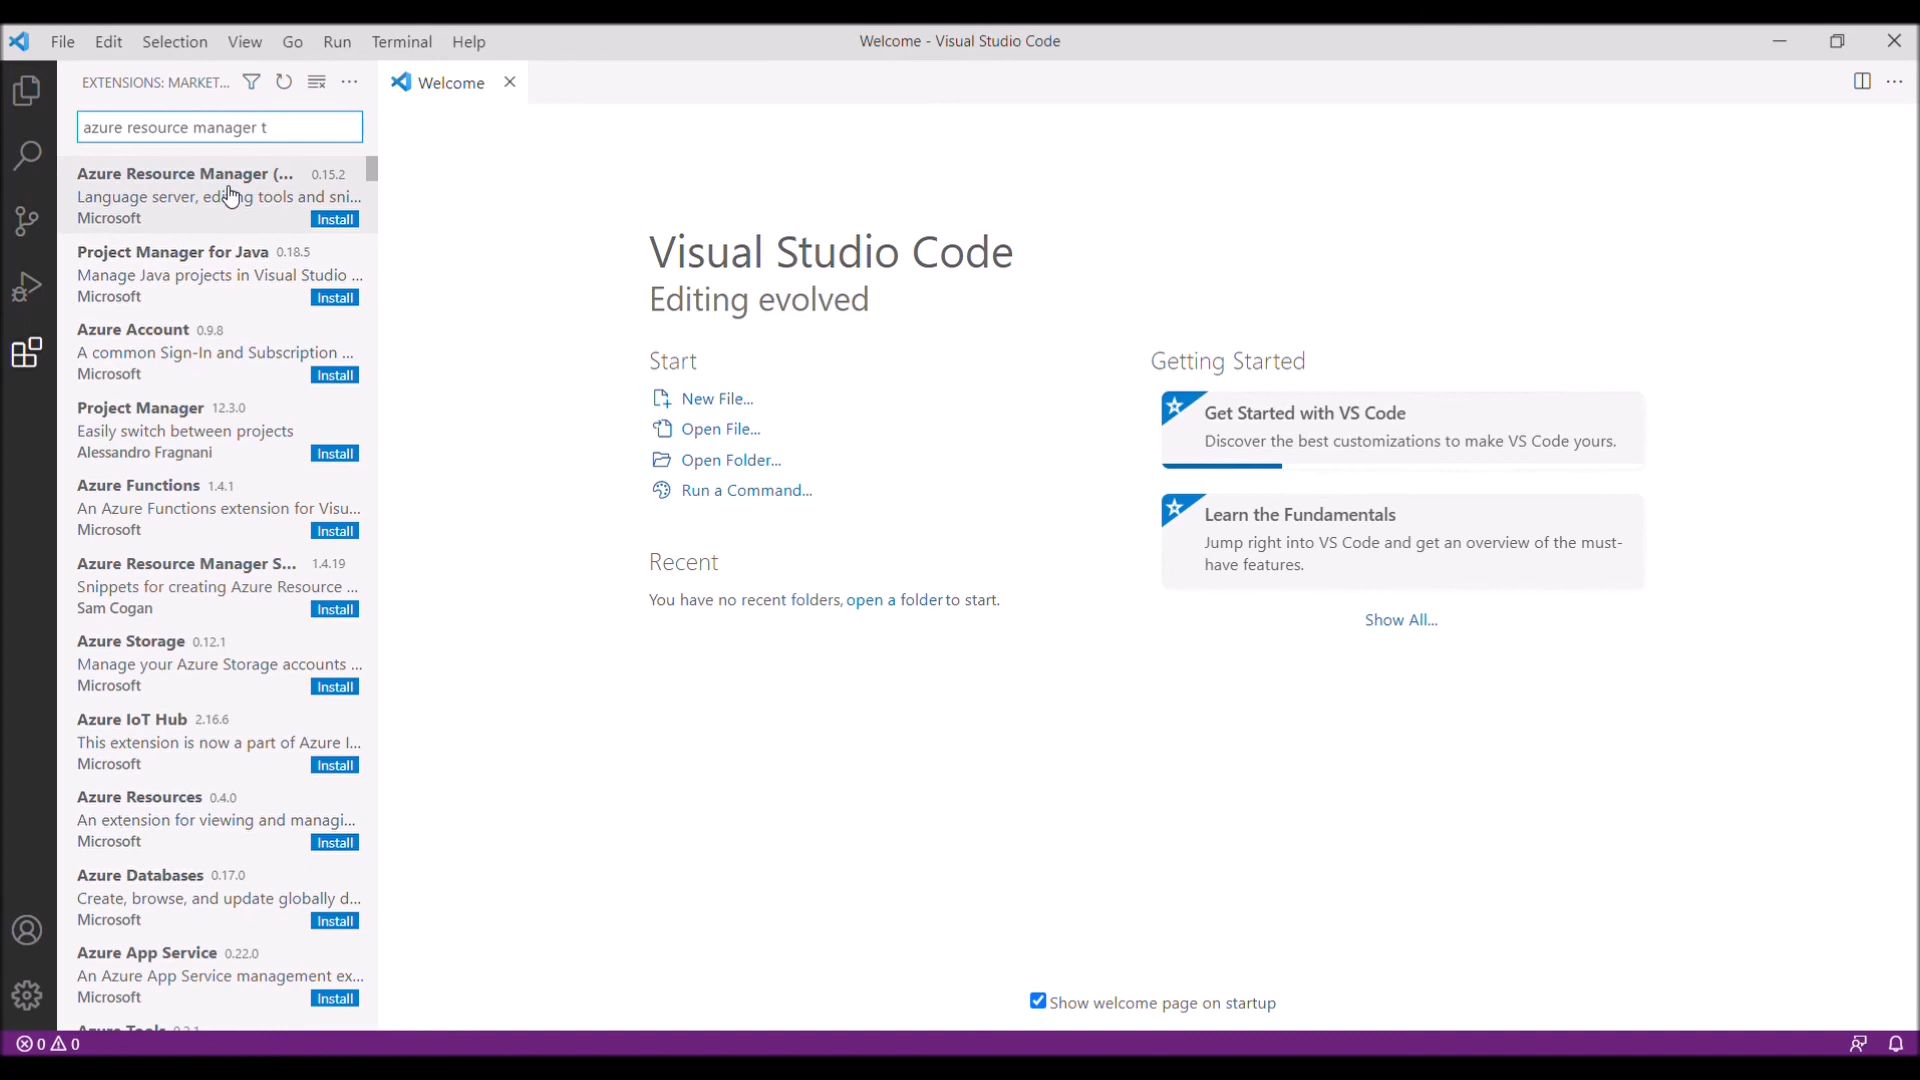 File Edit Selection View Go Run Terminal Help
Welcome - Visual Studio Code
EXTENSIONS: MARKET...
Welcome
azure resource manager t
Azure Resource Manager (... 0.15.2
Language server, editing tools and sni...
Microsoft Install
Project Manager for Java 0.18.5
Manage Java projects in Visual Studio ...
Microsoft Install
Azure Account 0.9.8
A common Sign-In and Subscription ...
Microsoft Install
Project Manager 12.3.0
Easily switch between projects
Alessandro Fragnani Install
Azure Functions 1.4.1
An Azure Functions extension for Visu...
Microsoft Install
Azure Resource Manager S... 1.4.19
Snippets for creating Azure Resource ...
Sam Cogan Install
Azure Storage 0.12.1
Manage your Azure Storage accounts ...
Microsoft Install
Azure IoT Hub 2.16.6
This extension is now a part of Azure I...
Microsoft Install
Azure Resources 0.4.0
An extension for viewing and managi...
Microsoft Install
Azure Databases 0.17.0
Create, browse, and update globally d...
Microsoft Install
Azure App Service 0.22.0
An Azure App Service management ex...
Microsoft Install
Azure Tools 0.2.1
Visual Studio Code
Editing evolved
Start
New File...
Open File...
Open Folder...
Run a Command...
Recent
You have no recent folders, open a folder to start.
Getting Started
Get Started with VS Code
Discover the best customizations to make VS Code yours.
Learn the Fundamentals
Jump right into VS Code and get an overview of the must-
have features.
Show All...
Show welcome page on startup
0 0